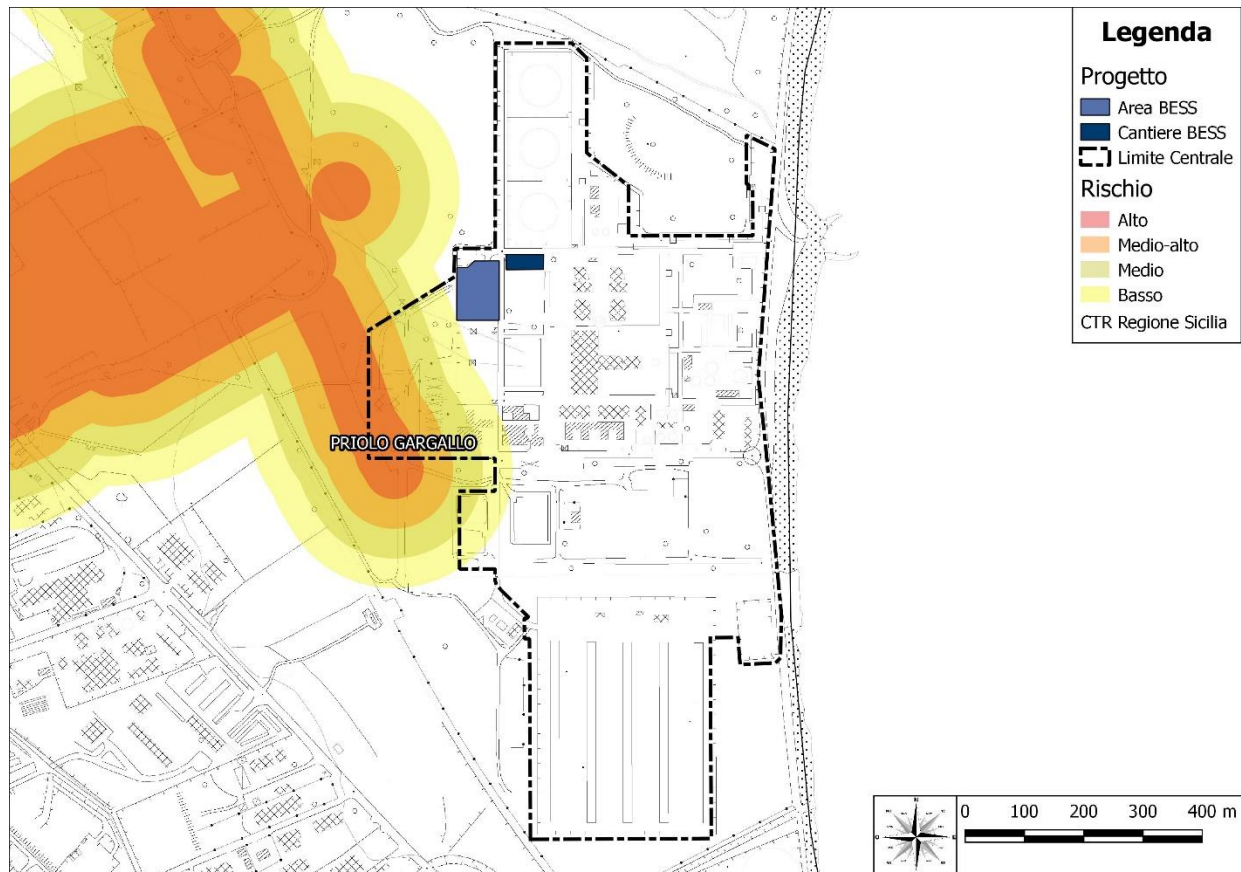 Legenda
Progetto
Area BESS
Cantiere BESS
Limite Centrale
Rischio
Alto
Medio-alto
Medio
Basso
CTR Regione Sicilia
PRIOLO GARGALLO
0 100 200 300 400 m